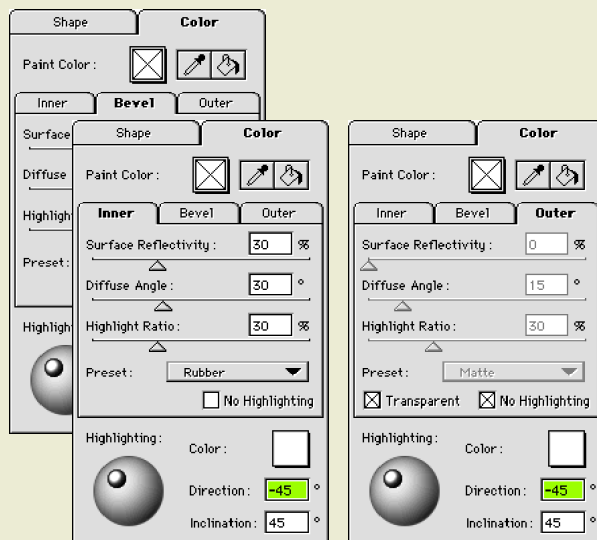 Shape Color
Paint Color:
Inner Bevel Outer
Surface
Diffuse
Highligh
Preset:
Highligh
Shape Color
Paint Color:
Inner Bevel Outer
Surface Reflectivity: 30 %
Diffuse Angle: 30 °
Highlight Ratio: 30 %
Preset: Rubber
No Highlighting
Highlighting:
Color:
Direction: -45 °
Inclination: 45 °
Shape Color
Paint Color:
Inner Bevel Outer
Surface Reflectivity: 0 %
Diffuse Angle: 15 °
Highlight Ratio: 30 %
Preset: Matte
Transparent No Highlighting
Highlighting:
Color:
Direction: -45 °
Inclination: 45 °